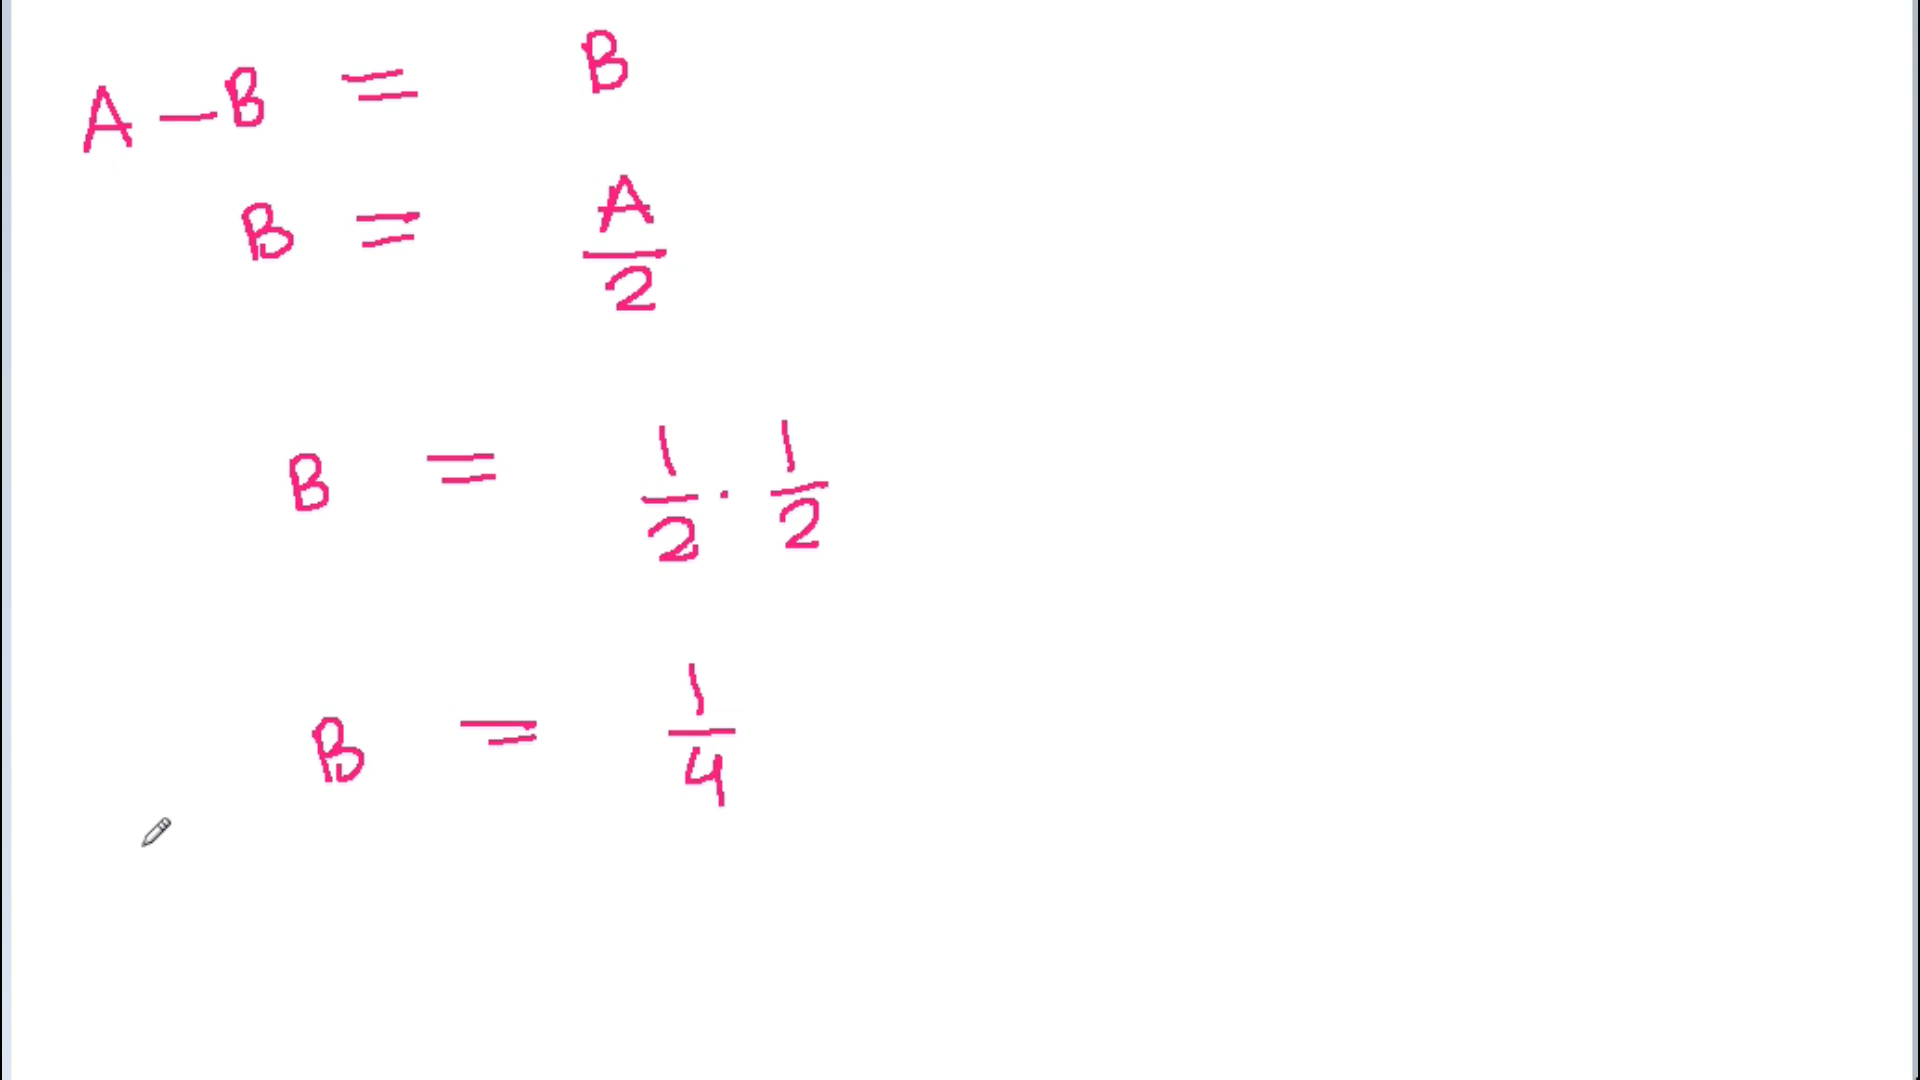 A - B = B
B = A/2
B = 1/2 · 1/2
B = 1/4